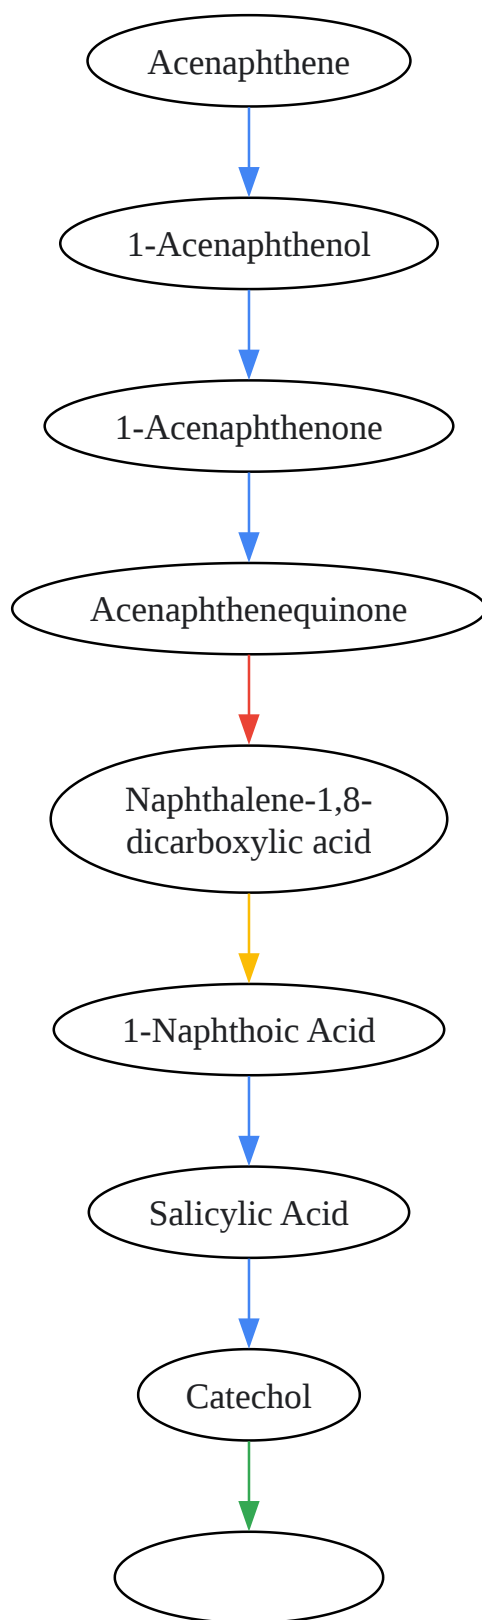 Acenaphthene
1-Acenaphthenol
1-Acenaphthenone
Acenaphthenequinone
Naphthalene-1,8-
dicarboxylic acid
1-Naphthoic Acid
Salicylic Acid
Catechol